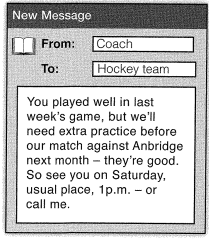 New Message
From: Coach
To: Hockey team
You played well in last
week's game, but we'll
need extra practice before
our match against Anbridge
next month – they're good.
So see you on Saturday,
usual place, 1p.m. – or
call me.